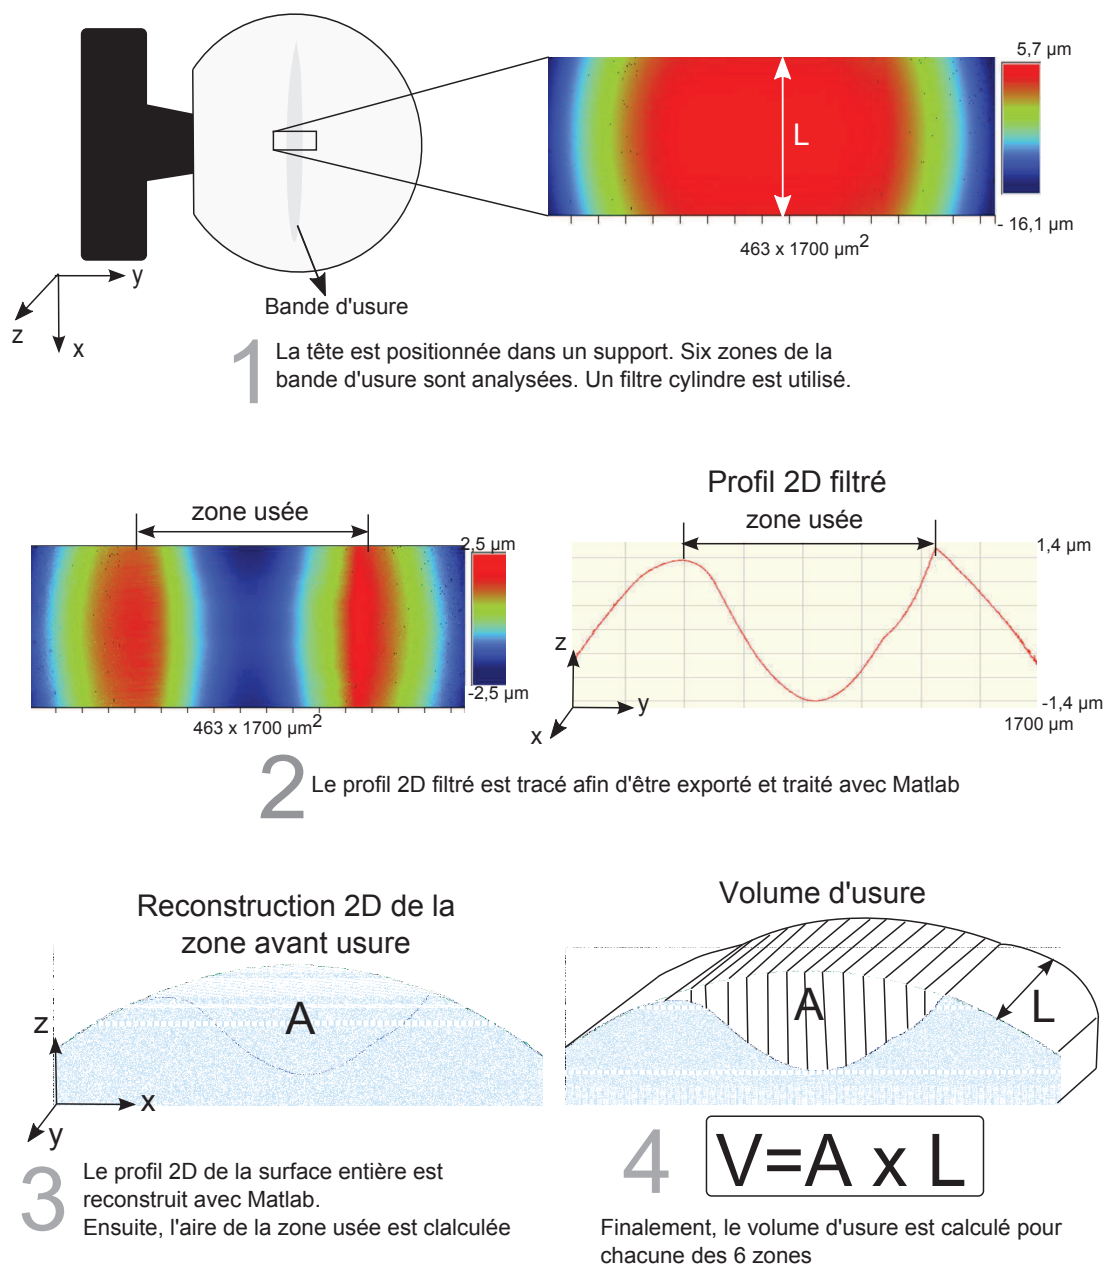 5,7 µm
L
- 16,1 µm
463 x 1700 µm2
y
z
x
Bande d'usure
1
La tête est positionnée dans un support. Six zones de la
bande d'usure sont analysées. Un filtre cylindre est utilisé.
zone usée
2,5 µm
-2,5 µm
463 x 1700 µm2
Profil 2D filtré
zone usée
1,4 µm
z
y
x
-1,4 µm
1700 µm
2
Le profil 2D filtré est tracé afin d'être exporté et traité avec Matlab
Reconstruction 2D de la
zone avant usure
A
z
x
y
3
Le profil 2D de la surface entière est
reconstruit avec Matlab.
Ensuite, l'aire de la zone usée est clalculée
Volume d'usure
A
L
4
V=A x L
Finalement, le volume d'usure est calculé pour
chacune des 6 zones